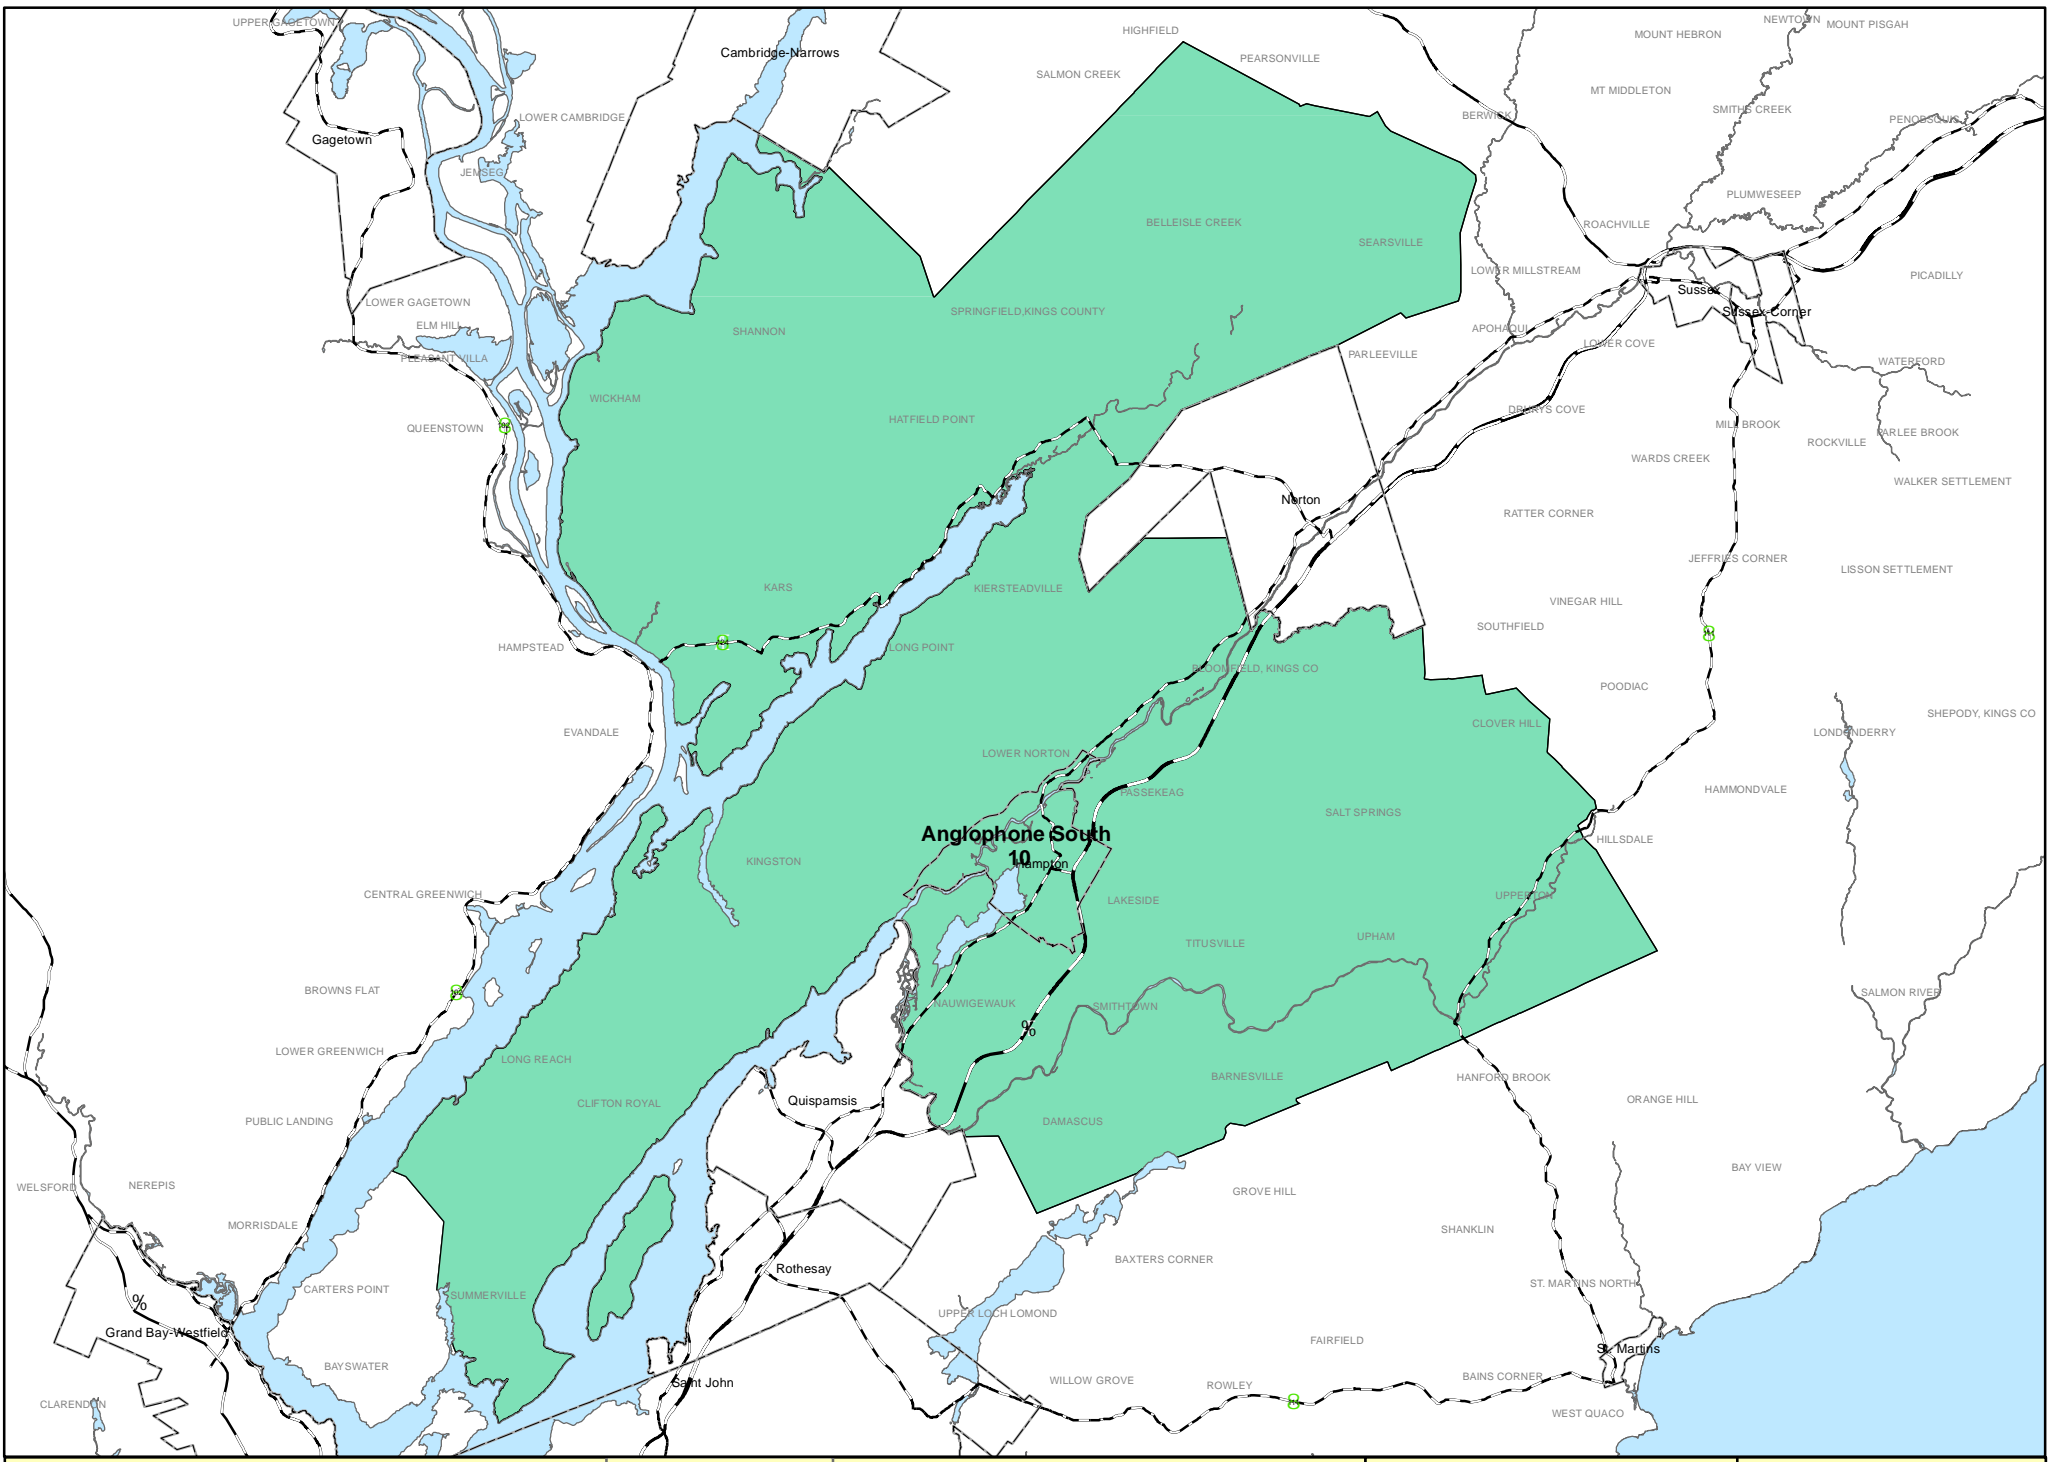 UPPER GAGETOWN
Cambridge-Narrows
HIGHFIELD
PEARSONVILLE
SALMON CREEK
NEWTOWN
MOUNT PISGAH
MOUNT HEBRON
MT MIDDLETON
SMITHS CREEK
BERWICK
PENOBSQUIS
LOWER CAMBRIDGE
Gagetown
JEMSEG
PLUMWESEEP
ROACHVILLE
BELLEISLE CREEK
SEARSVILLE
LOWER MILLSTREAM
PICADILLY
Sussex
Sussex-Corner
LOWER GAGETOWN
ELM HILL
PLEASANT VILLA
SHANNON
SPRINGFIELD,KINGS COUNTY
APOHAQUI
LOWER COVE
PARLEEVILLE
WATERFORD
WICKHAM
HATFIELD POINT
QUEENSTOWN
102
DRURYS COVE
MILL BROOK
PARLEE BROOK
ROCKVILLE
WARDS CREEK
WALKER SETTLEMENT
Norton
RATTER CORNER
JEFFRIES CORNER
LISSON SETTLEMENT
KARS
KIERSTEADVILLE
VINEGAR HILL
SOUTHFIELD
HAMPSTEAD
124
LONG POINT
BLOOMFIELD, KINGS CO
POODIAC
SHEPODY, KINGS CO
CLOVER HILL
LONDONDERRY
EVANDALE
LOWER NORTON
PASSEKEAG
HAMMONDVALE
SALT SPRINGS
HILLSDALE
Anglophone South
10
Hampton
KINGSTON
CENTRAL GREENWICH
LAKESIDE
UPPERTON
TITUSVILLE
UPHAM
BROWNS FLAT
102
NAUWIGEWAUK
SMITHTOWN
SALMON RIVER
%
LOWER GREENWICH
LONG REACH
BARNESVILLE
HANFORD BROOK
CLIFTON ROYAL
Quispamsis
ORANGE HILL
PUBLIC LANDING
DAMASCUS
BAY VIEW
WELSFORD
NEREPIS
GROVE HILL
MORRISDALE
SHANKLIN
BAXTERS CORNER
Rothesay
CARTERS POINT
SUMMERVILLE
ST. MARTINS NORTH
%
UPPER LOCH LOMOND
Grand Bay-Westfield
FAIRFIELD
St. Martins
BAYSWATER
Saint John
WILLOW GROVE
ROWLEY
BAINS CORNER
CLARENDON
WEST QUACO